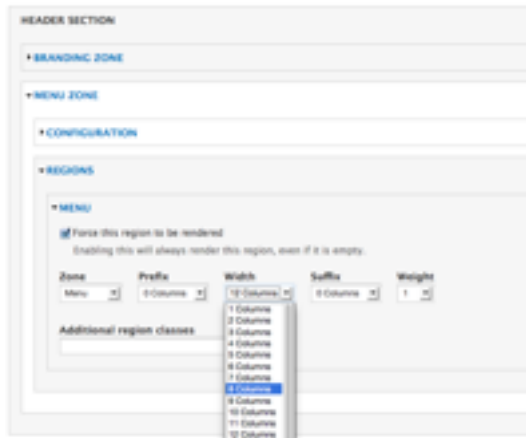 HEADER SECTION
BRANDING ZONE
MENU ZONE
CONFIGURATION
REGIONS
MENU
Force this region to be rendered
Enabling this will always render this region, even if it is empty.
Zone Prefix Width Suffix Weight
Menu 0 Columns 12 Columns 0 Columns 1
1 Columns
2 Columns
Additional region classes
3 Columns
4 Columns
5 Columns
6 Columns
7 Columns
8 Columns
9 Columns
10 Columns
11 Columns
12 Columns